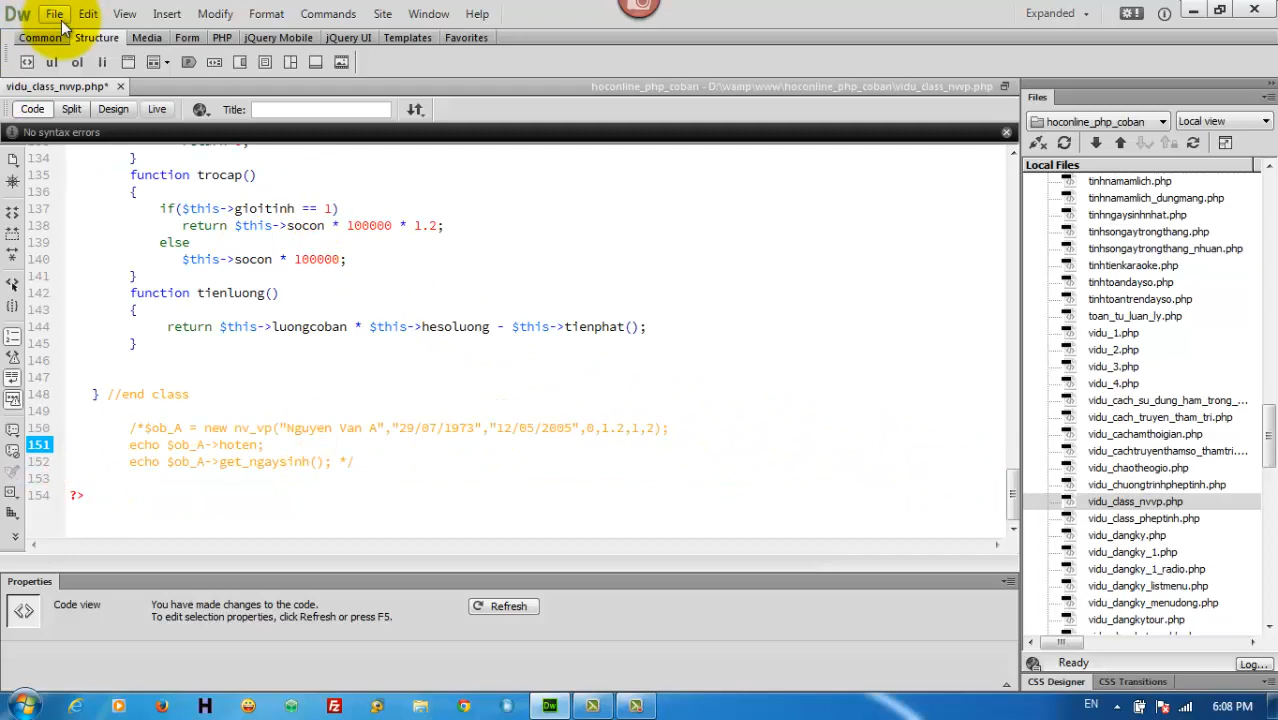 Dw File Edit View Insert Modify Format Commands Site Window Help Expanded
Common Structure Media Form PHP jQuery Mobile jQuery UI Templates Favorites
ul ol li
vidu_class_nvvp.php* hoconline_php_coban - D:\wamp\www\hoconline_php_coban\vidu_class_nvvp.php
Code Split Design Live Title:
No syntax errors
134 }
135 function trocap()
136 {
137 if($this->gioitinh == 1)
138 return $this->socon * 100000 * 1.2;
139 else
140 $this->socon * 100000;
141 }
142 function tienluong()
143 {
144 return $this->luongcoban * $this->hesoluong - $this->tienphat();
145 }
146
147
148 } //end class
149
150 /*$ob_A = new nv_vp("Nguyen Van A","29/07/1973","12/05/2005",0,1.2,1,2);
151 echo $ob_A->hoten;
152 echo $ob_A->get_ngaysinh(); */
153
154 ?>
Properties
Code view
You have made changes to the code.
To edit selection properties, click Refresh or press F5.
Refresh
Files
hoconline_php_coban Local view
Local Files
tinhnamamlich.php
tinhnamamlich_dungmang.php
tinhngaysinhnhat.php
tinhsongaytrongthang.php
tinhsongaytrongthang_nhuan.php
tinhtienkaraoke.php
tinhtoandayso.php
tinhtoantrendayso.php
toan_tu_luan_ly.php
vidu_1.php
vidu_2.php
vidu_3.php
vidu_4.php
vidu_cach_su_dung_ham_trong_...
vidu_cach_truyen_tham_tri.php
vidu_cachamthoigian.php
vidu_cachtruyenthamso_thamtri...
vidu_chaotheogio.php
vidu_chuongtrinhpheptinh.php
vidu_class_nvvp.php
vidu_class_pheptinh.php
vidu_dangky.php
vidu_dangky_1.php
vidu_dangky_1_radio.php
vidu_dangky_listmenu.php
vidu_dangky_menudong.php
vidu_dangkytour.php
Ready Log...
CSS Designer CSS Transitions
EN 6:08 PM